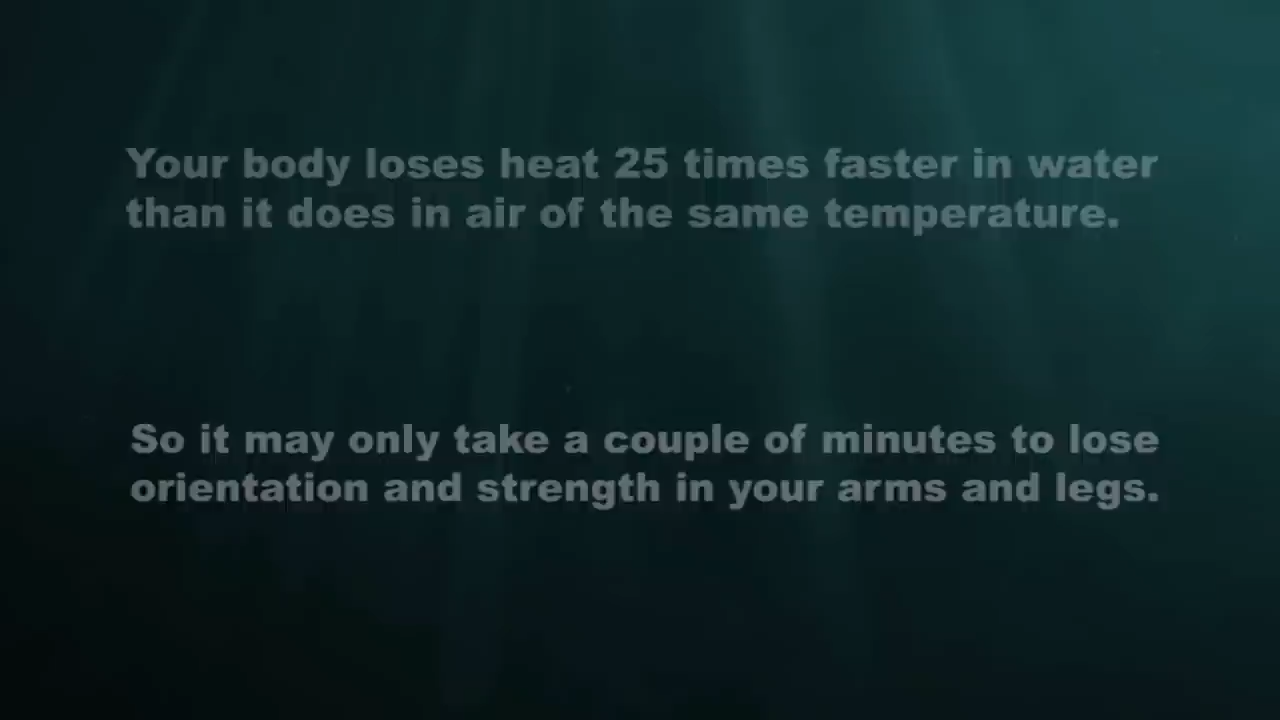 Your body loses heat 25 times faster in water
than it does in air of the same temperature.
So it may only take a couple of minutes to lose
orientation and strength in your arms and legs.